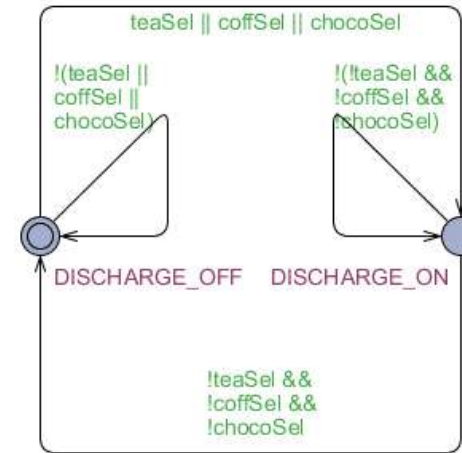 teaSel || coffSel || chocoSel
!(teaSel ||
coffSel ||
chocoSel)
!(!teaSel &&
!coffSel &&
!chocoSel)
DISCHARGE_OFF
DISCHARGE_ON
!teaSel &&
!coffSel &&
!chocoSel